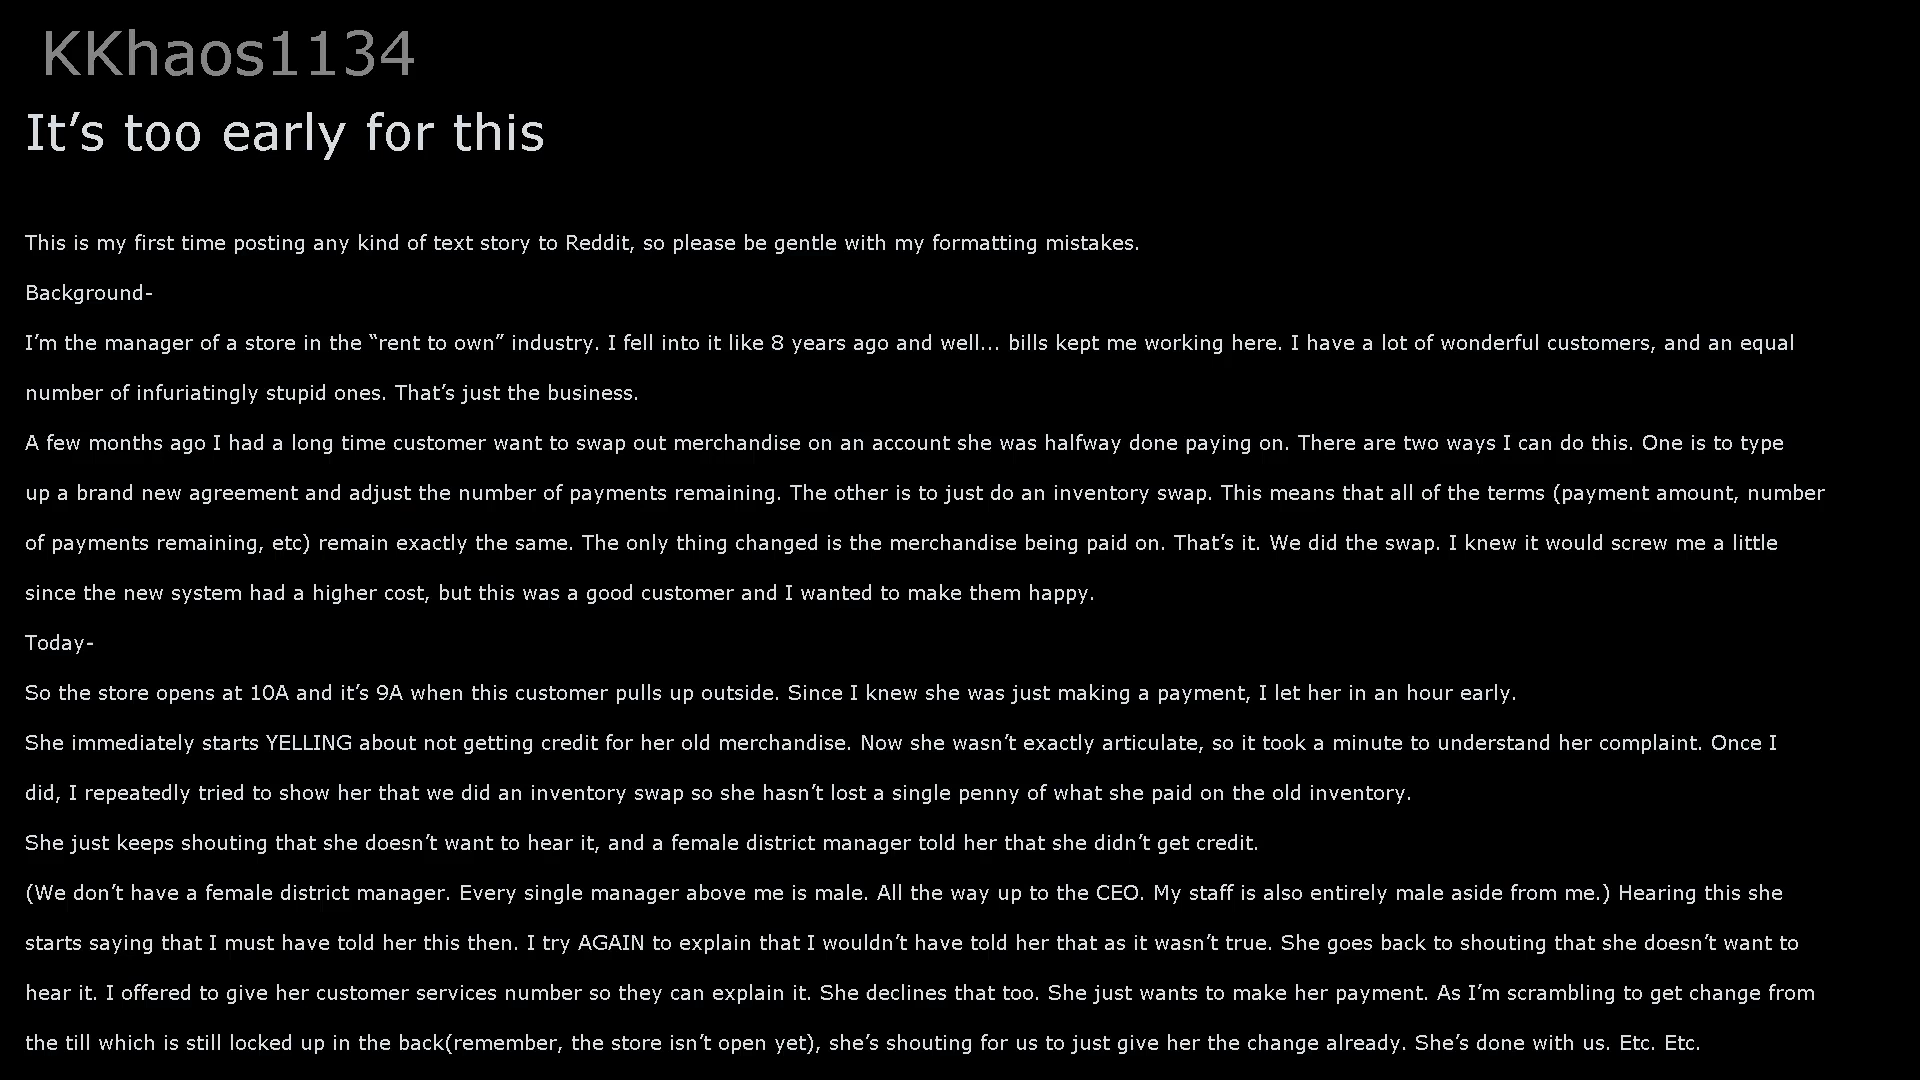 KKhaos1134
It’s too early for this
This is my first time posting any kind of text story to Reddit, so please be gentle with my formatting mistakes.
Background-
I’m the manager of a store in the “rent to own” industry. I fell into it like 8 years ago and well... bills kept me working here. I have a lot of wonderful customers, and an equal
number of infuriatingly stupid ones. That’s just the business.
A few months ago I had a long time customer want to swap out merchandise on an account she was halfway done paying on. There are two ways I can do this. One is to type
up a brand new agreement and adjust the number of payments remaining. The other is to just do an inventory swap. This means that all of the terms (payment amount, number
of payments remaining, etc) remain exactly the same. The only thing changed is the merchandise being paid on. That’s it. We did the swap. I knew it would screw me a little
since the new system had a higher cost, but this was a good customer and I wanted to make them happy.
Today-
So the store opens at 10A and it’s 9A when this customer pulls up outside. Since I knew she was just making a payment, I let her in an hour early.
She immediately starts YELLING about not getting credit for her old merchandise. Now she wasn’t exactly articulate, so it took a minute to understand her complaint. Once I
did, I repeatedly tried to show her that we did an inventory swap so she hasn’t lost a single penny of what she paid on the old inventory.
She just keeps shouting that she doesn’t want to hear it, and a female district manager told her that she didn’t get credit.
(We don’t have a female district manager. Every single manager above me is male. All the way up to the CEO. My staff is also entirely male aside from me.) Hearing this she
starts saying that I must have told her this then. I try AGAIN to explain that I wouldn’t have told her that as it wasn’t true. She goes back to shouting that she doesn’t want to
hear it. I offered to give her customer services number so they can explain it. She declines that too. She just wants to make her payment. As I’m scrambling to get change from
the till which is still locked up in the back(remember, the store isn’t open yet), she’s shouting for us to just give her the change already. She’s done with us. Etc. Etc.